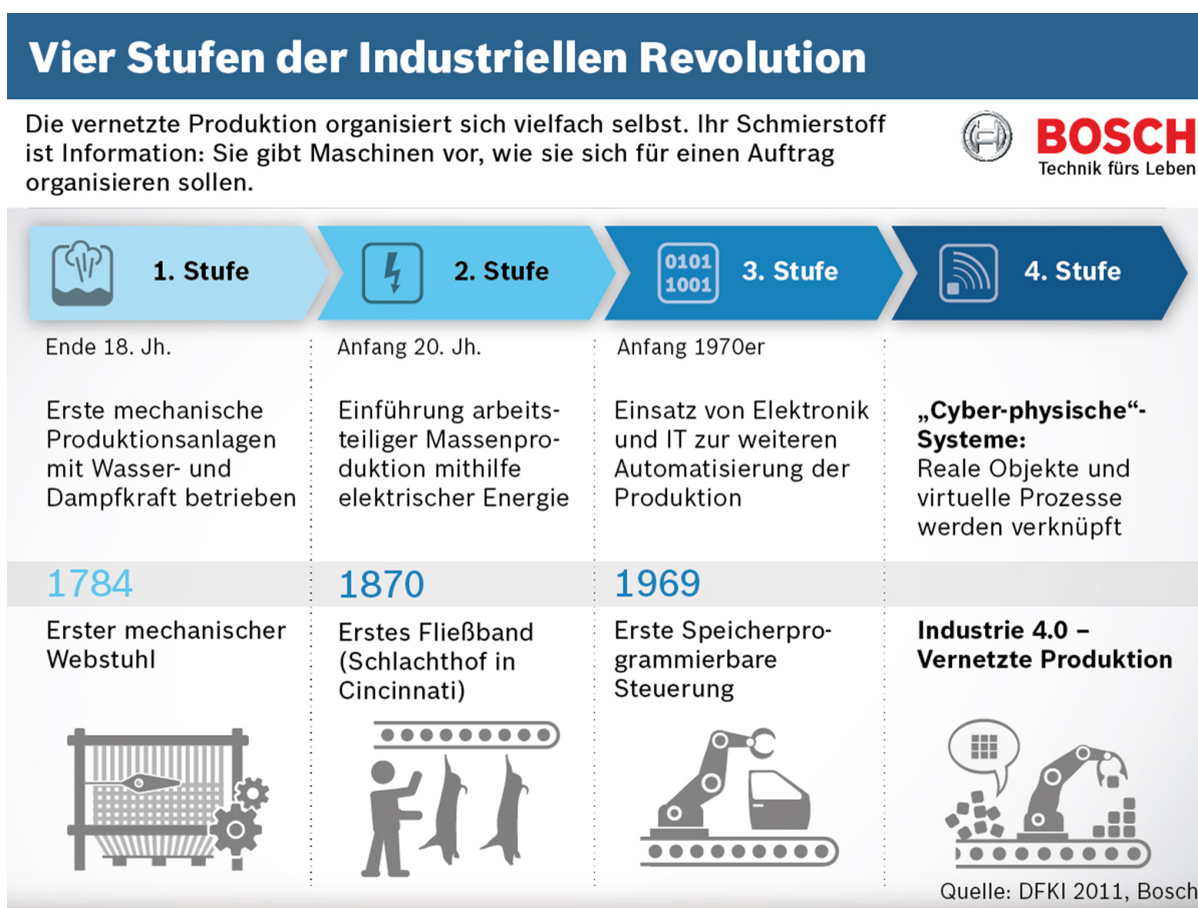 Vier Stufen der Industriellen Revolution
Die vernetzte Produktion organisiert sich vielfach selbst. Ihr Schmierstoff
ist Information: Sie gibt Maschinen vor, wie sie sich für einen Auftrag
organisieren sollen.
BOSCH
Technik fürs Leben
1. Stufe
Ende 18. Jh.
Erste mechanische
Produktionsanlagen
mit Wasser- und
Dampfkraft betrieben
1784
Erster mechanischer
Webstuhl
2. Stufe
Anfang 20. Jh.
Einführung arbeits-
teiliger Massenpro-
duktion mithilfe
elektrischer Energie
1870
Erstes Fließband
(Schlachthof in
Cincinnati)
0101
1001
3. Stufe
Anfang 1970er
Einsatz von Elektronik
und IT zur weiteren
Automatisierung der
Produktion
1969
Erste Speicherpro-
grammierbare
Steuerung
4. Stufe
„Cyber-physische“-
Systeme:
Reale Objekte und
virtuelle Prozesse
werden verknüpft
Industrie 4.0 –
Vernetzte Produktion
Quelle: DFKI 2011, Bosch